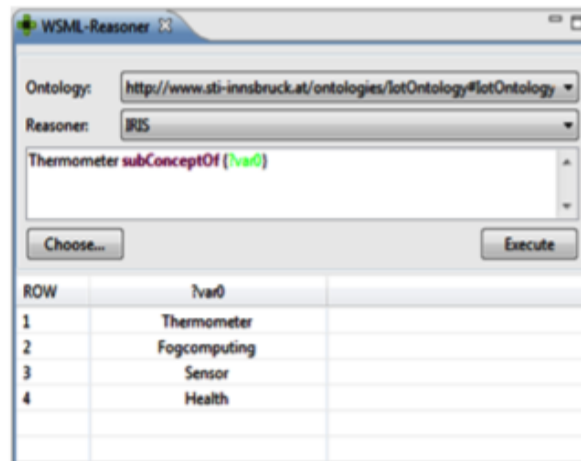 WSML-Reasoner
Ontology: http://www.sti-innsbruck.at/ontologies/IotOntology#IotOntology
Reasoner: IRIS
Thermometer subConceptOf {?var0}
Choose... Execute
ROW ?var0
1 Thermometer
2 Fogcomputing
3 Sensor
4 Health